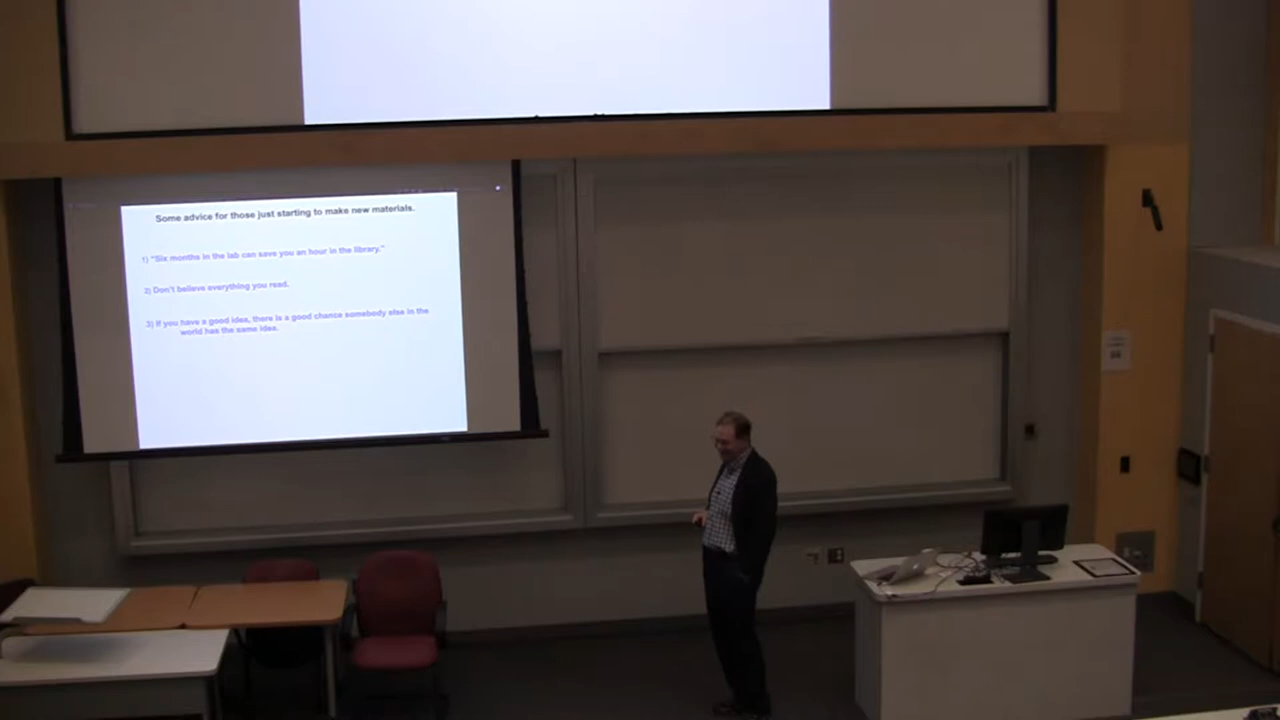 Some advice for those just starting to make new materials.
1) "Six months in the lab can save you an hour in the library."
2) Don't believe everything you read.
3) If you have a good idea, there is a good chance somebody else in the
world has the same idea.